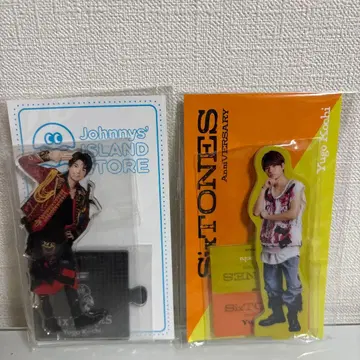 Johnnys'
ISLAND
STORE
SixTONES
AnniVERSARY
Yugo Kochi